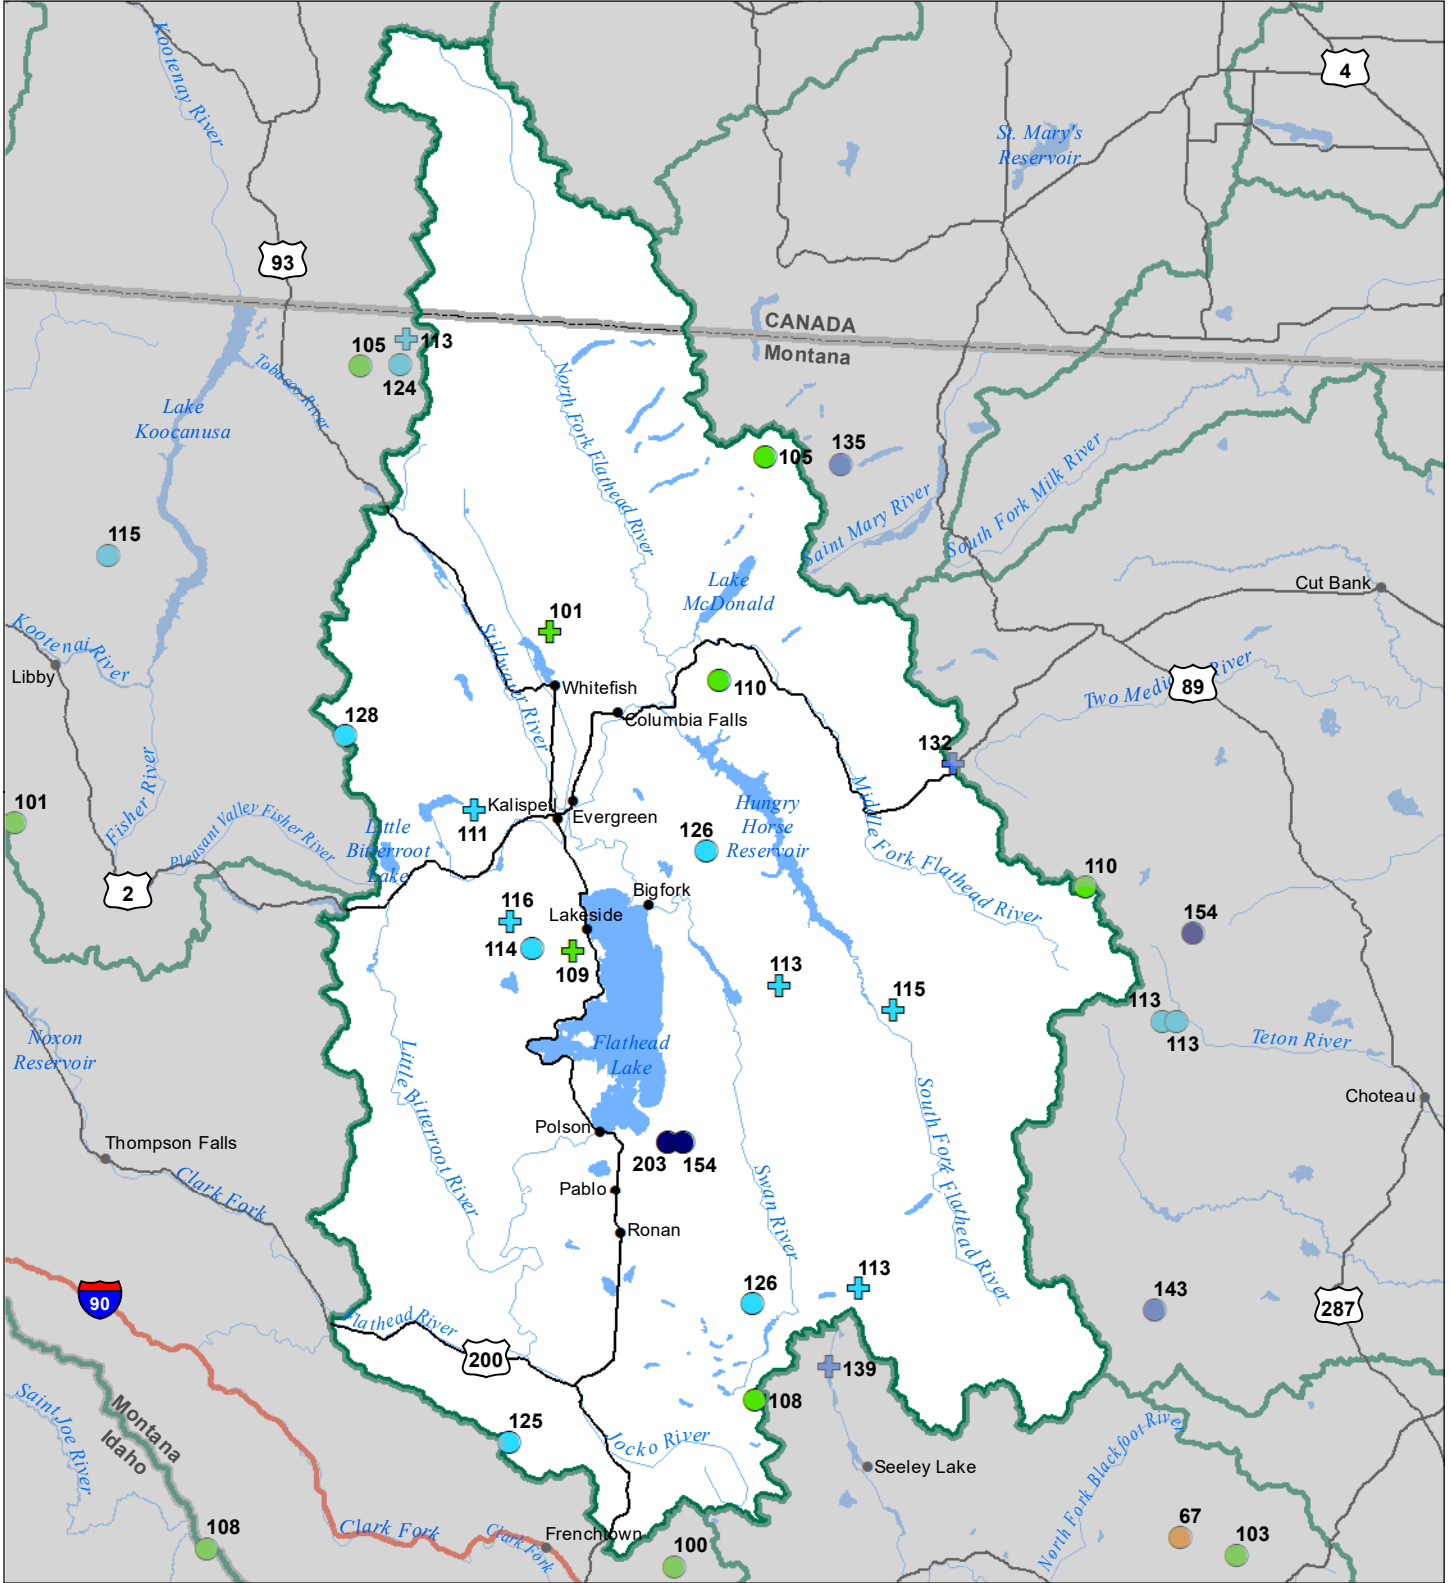 Kootenay River
4
St. Mary's
Reservoir
93
CANADA
Montana
113
105
124
Tobacco River
Lake
Koocanusa
North Fork Flathead River
105
135
Saint Mary River
South Fork Milk River
115
Lake
McDonald
Cut Bank
101
Kootenai River
Libby
Stillwater River
Whitefish
110
Columbia Falls
Two Medic
River
89
128
132
101
Fisher River
Pleasant Valley Fisher River
111
Kalispell
Evergreen
Little
Bitterroot
Lake
126
Hungry
Horse
Reservoir
Middle Fork Flathead River
2
Bigfork
110
116
Lakeside
114
109
154
113
115
113
113
Teton River
Noxon
Reservoir
Flathead
Lake
Little Bitterroot River
South Fork Flathead River
Choteau
Polson
Thompson Falls
203
154
Clark Fork
Pablo
Swan River
Ronan
113
126
143
90
287
Flathead River
200
139
108
Saint Joe River
Montana
Idaho
125
Jocko River
Seeley Lake
North Fork Blackfoot River
108
Clark Fork
Clark Fork
Frenchtown
100
67
103